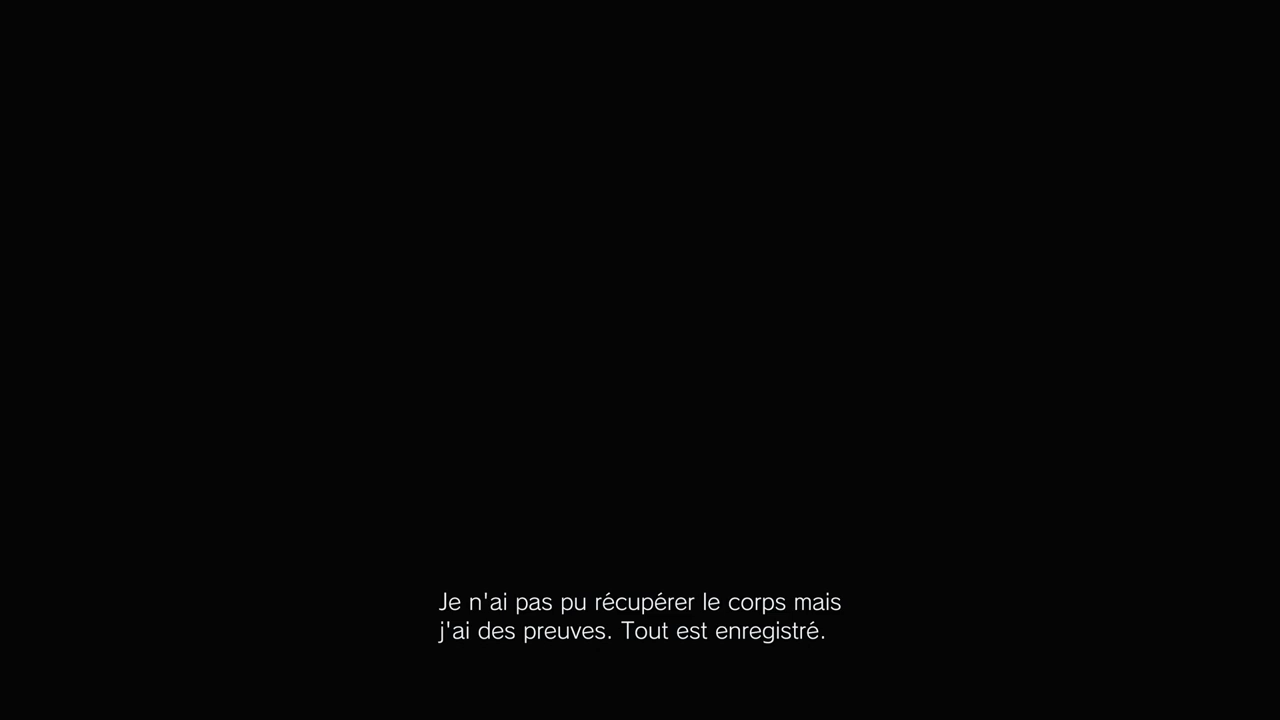 Je n'ai pas pu récupérer le corps mais
j'ai des preuves. Tout est enregistré.